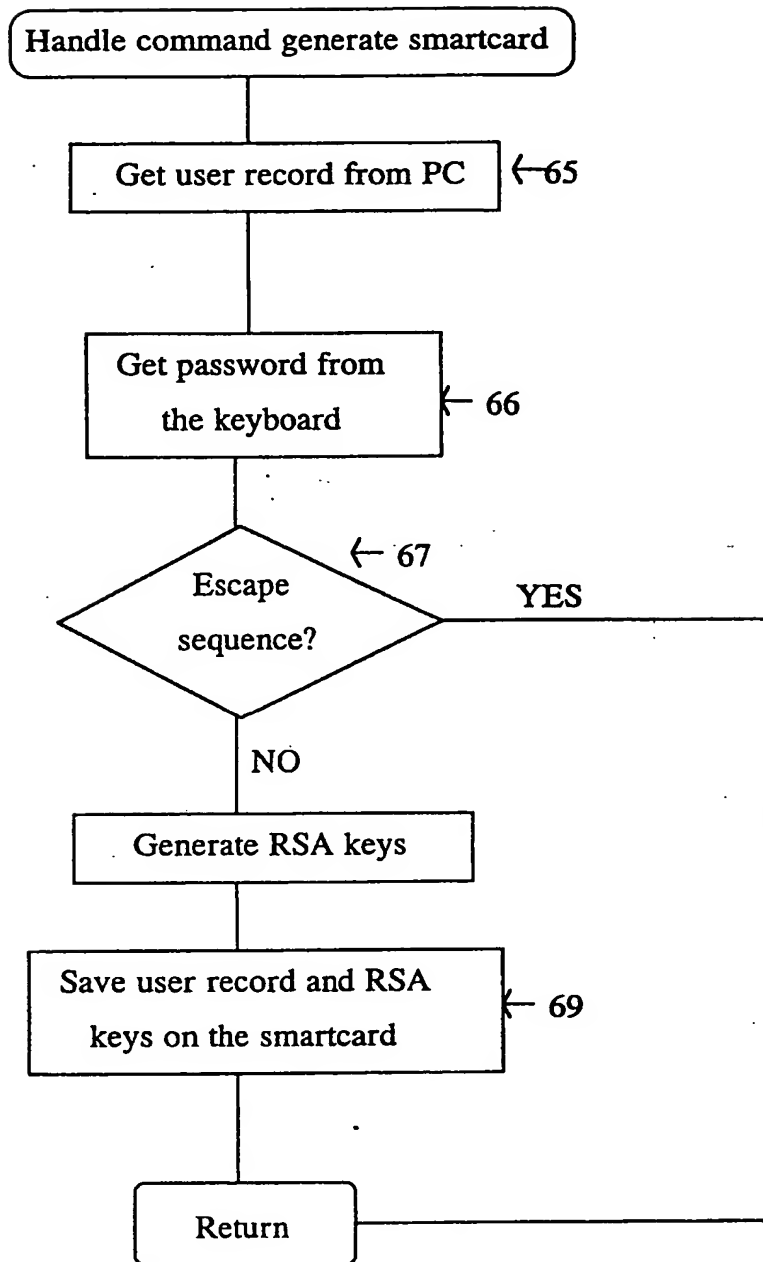 Handle command generate smartcard
Get user record from PC
←65
Get password from
the keyboard
← 66
← 67
Escape
sequence?
YES
NO
Generate RSA keys
Save user record and RSA
keys on the smartcard
← 69
Return